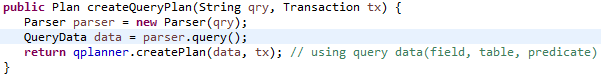 public Plan createQueryPlan(String qry, Transaction tx) {
    Parser parser = new Parser(qry);
    QueryData data = parser.query();
    return qplanner.createPlan(data, tx); // using query data(field, table, predicate)
}